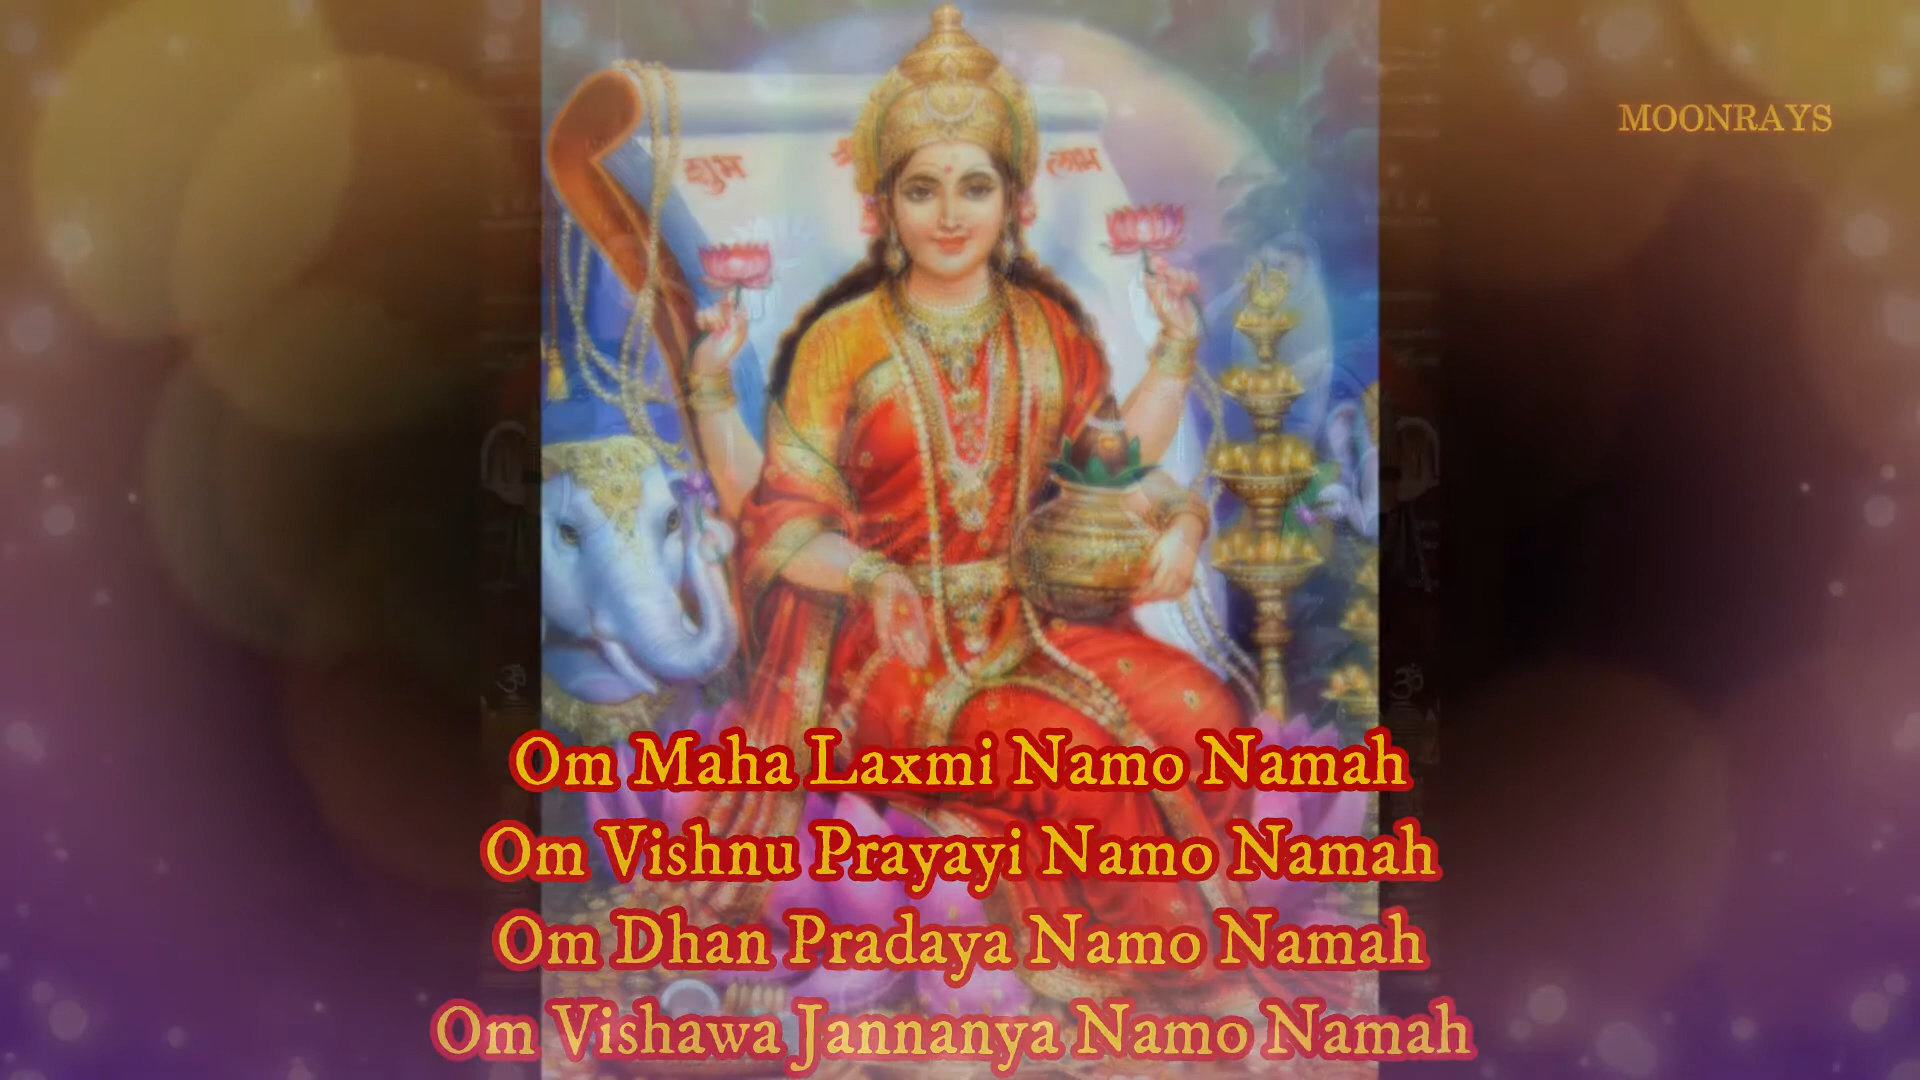 MOONRAYS
शुभ
लाभ
Om Maha Laxmi Namo Namah
Om Vishnu Prayayi Namo Namah
Om Dhan Pradaya Namo Namah
Om Vishawa Jannanya Namo Namah